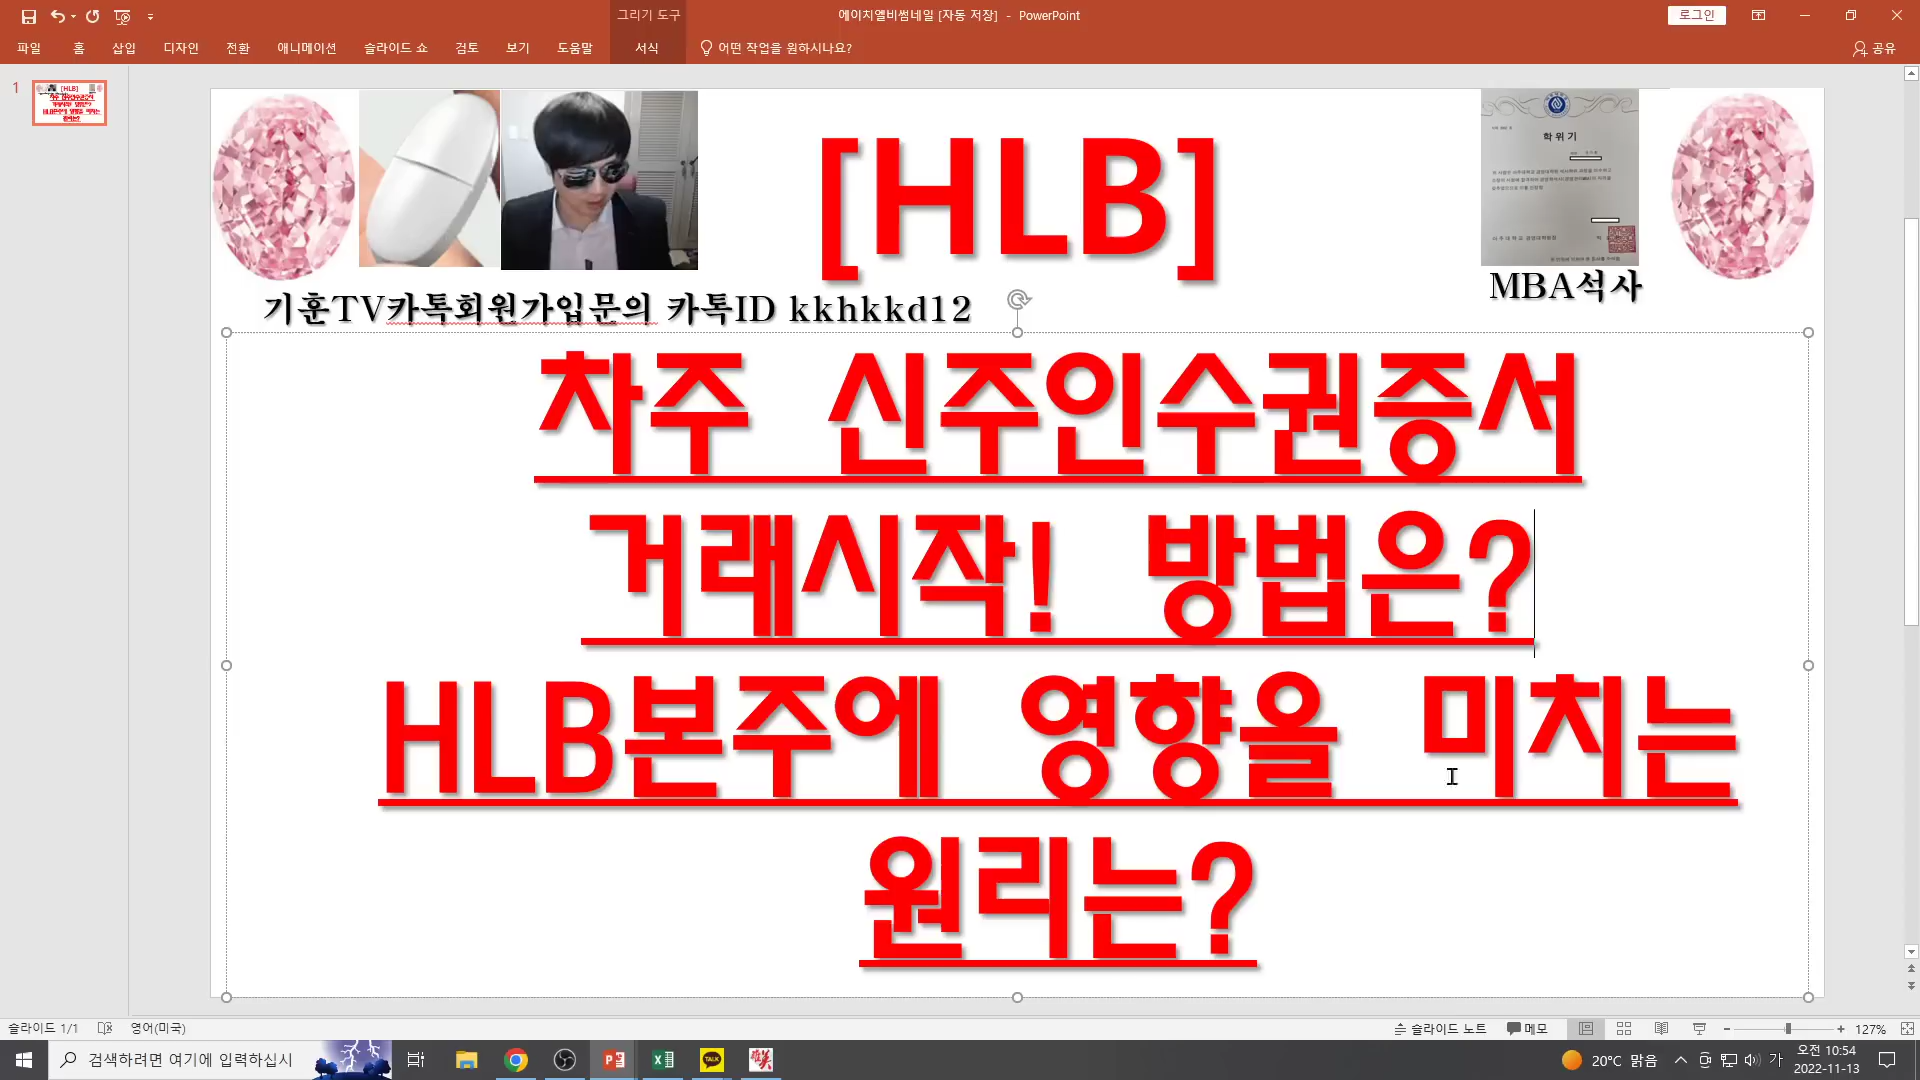 그리기 도구
에이치앨비썸네일 [자동 저장] - PowerPoint
로그인
파일 홈 삽입 디자인 전환 애니메이션 슬라이드 쇼 검토 보기 도움말 서식 어떤 작업을 원하시나요? 공유
1
[HLB]
학 위 기
MBA석사
기훈TV카톡회원가입문의 카톡ID kkhkkd12
차주 신주인수권증서
거래시작! 방법은?
HLB본주에 영향을 미치는
원리는?
슬라이드 1/1 영어(미국) 슬라이드 노트 메모 127%
검색하려면 여기에 입력하십시
TALK
20°C 맑음 가 오전 10:54
2022-11-13